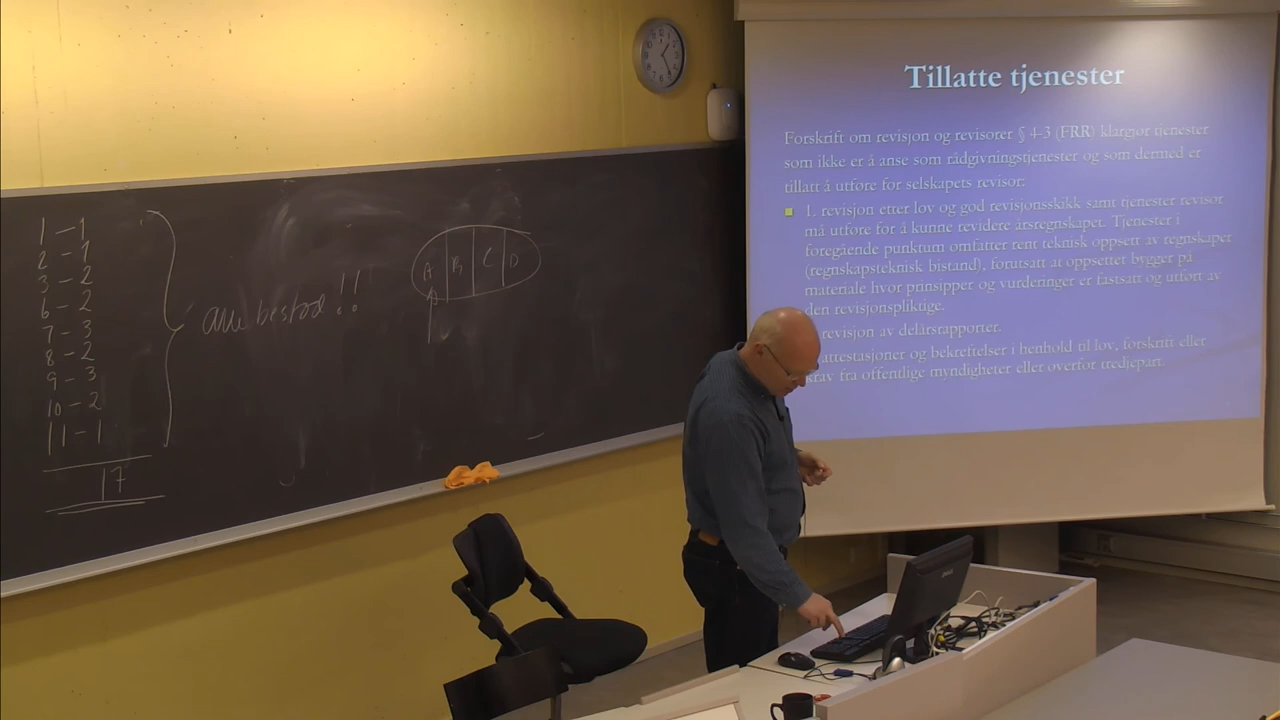 1 - 1
2 - 1
3 - 2
6 - 2
7 - 3
8 - 2
9 - 3
10 - 2
11 - 1
17
alle bestod!!
A B C D
Tillatte tjenester
Forskrift om revisjon og revisorer § 4-3 (FRR) klargjør tjenester
som ikke er å anse som rådgivningstjenester og som dermed er
tillatt å utføre for selskapets revisor:
1. revisjon etter lov og god revisjonsskikk samt tjenester revisor
må utføre for å kunne revidere årsregnskapet. Tjenester i
foregående punktum omfatter rent teknisk oppsett av regnskaper
(regnskapsteknisk bistand), forutsatt at oppsettet bygger på
materiale hvor prinsipper og vurderinger er fastsatt og utført av
den revisjonspliktige.
revisjon av delårsrapporter.
attestasjoner og bekreftelser i henhold til lov, forskrift eller
krav fra offentlige myndigheter eller overfor tredjepart.